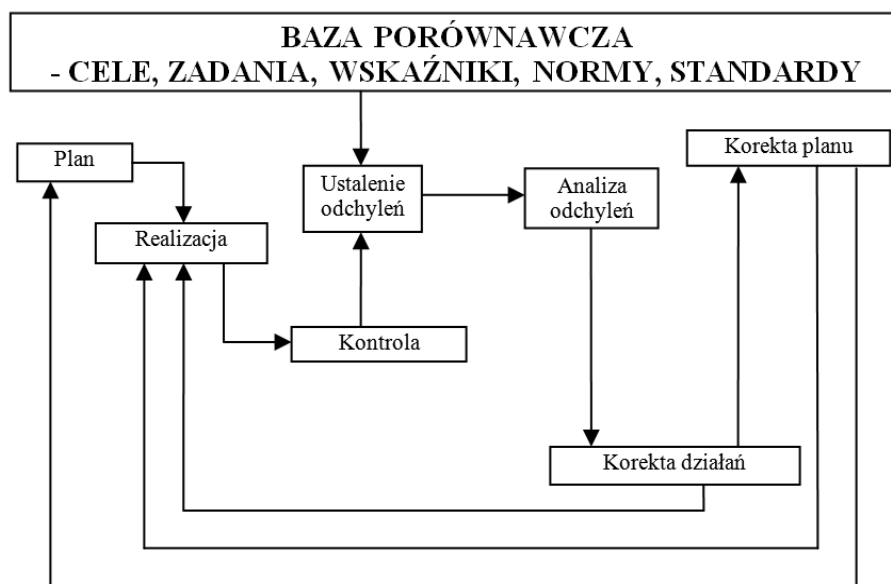 BAZA PORÓWNAWCZA
- CELE, ZADANIA, WSKAŹNIKI, NORMY, STANDARDY
Plan
Realizacja
Kontrola
Ustalenie
odchyleń
Analiza
odchyleń
Korekta działań
Korekta planu